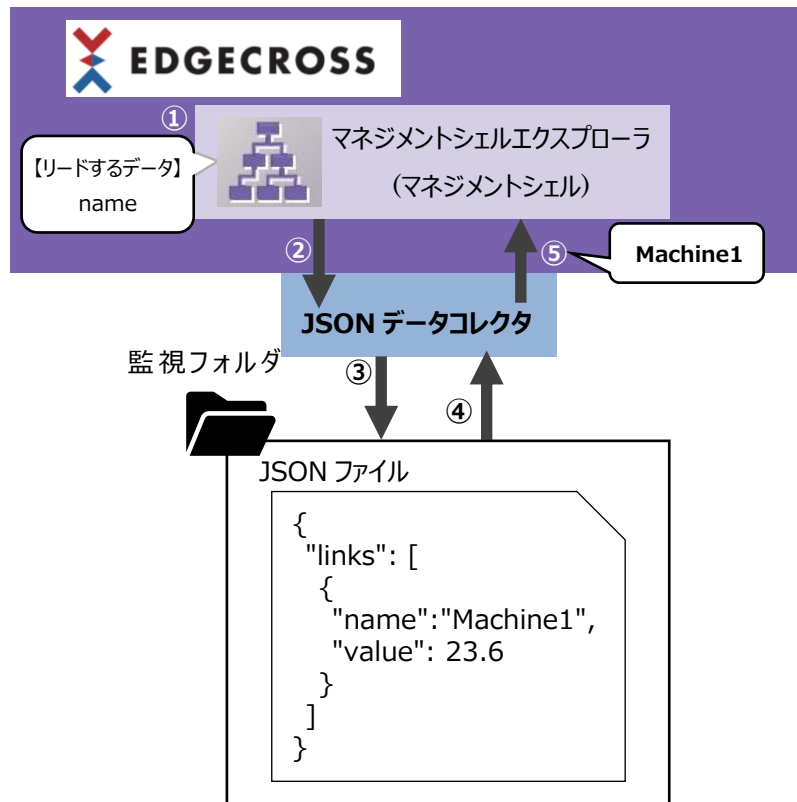 EDGECROSS
①
マネジメントシェルエクスプローラ
(マネジメントシェル)
【リードするデータ】
name
②
⑤
Machine1
JSON データコレクタ
監視フォルダ
③
④
JSON ファイル
{
"links": [
{
"name":"Machine1",
"value": 23.6
}
]
}